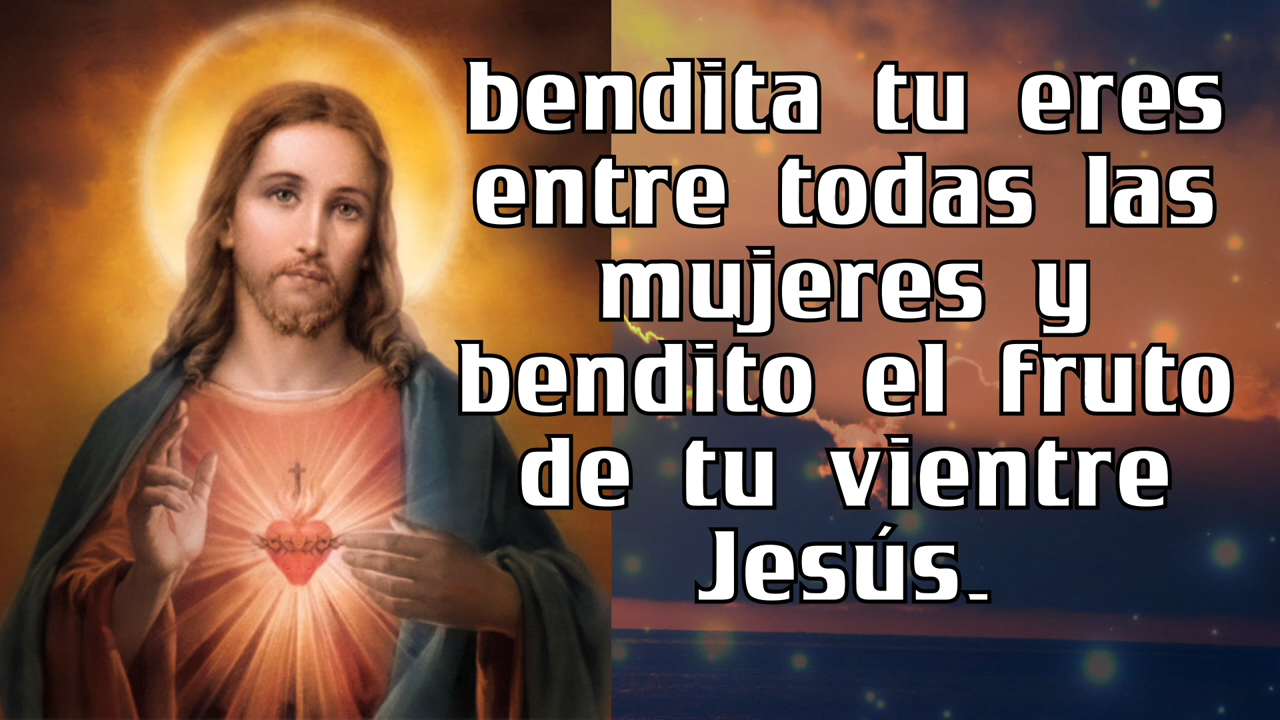 bendita tu eres
entre todas las
mujeres y
bendito el fruto
de tu vientre
Jesús.